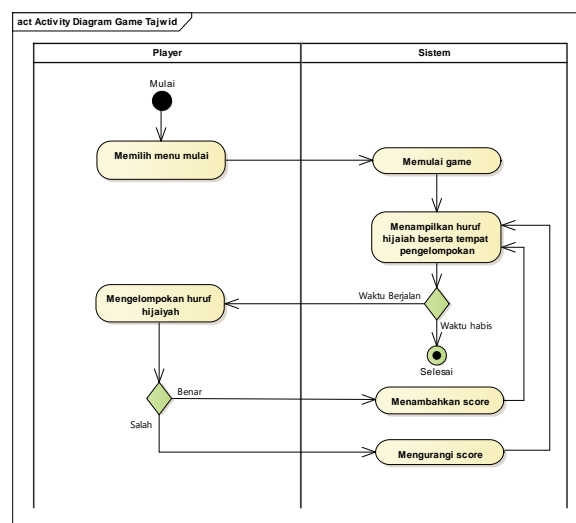 act Activity Diagram Game Tajwid
Player
Sistem
Mulai
Memilih menu mulai
Memulai game
Menampilkan huruf
hijaiah beserta tempat
pengelompokan
Waktu Berjalan
Mengelompokan huruf
hijaiyah
Waktu habis
Selesai
Benar
Menambahkan score
Salah
Mengurangi score